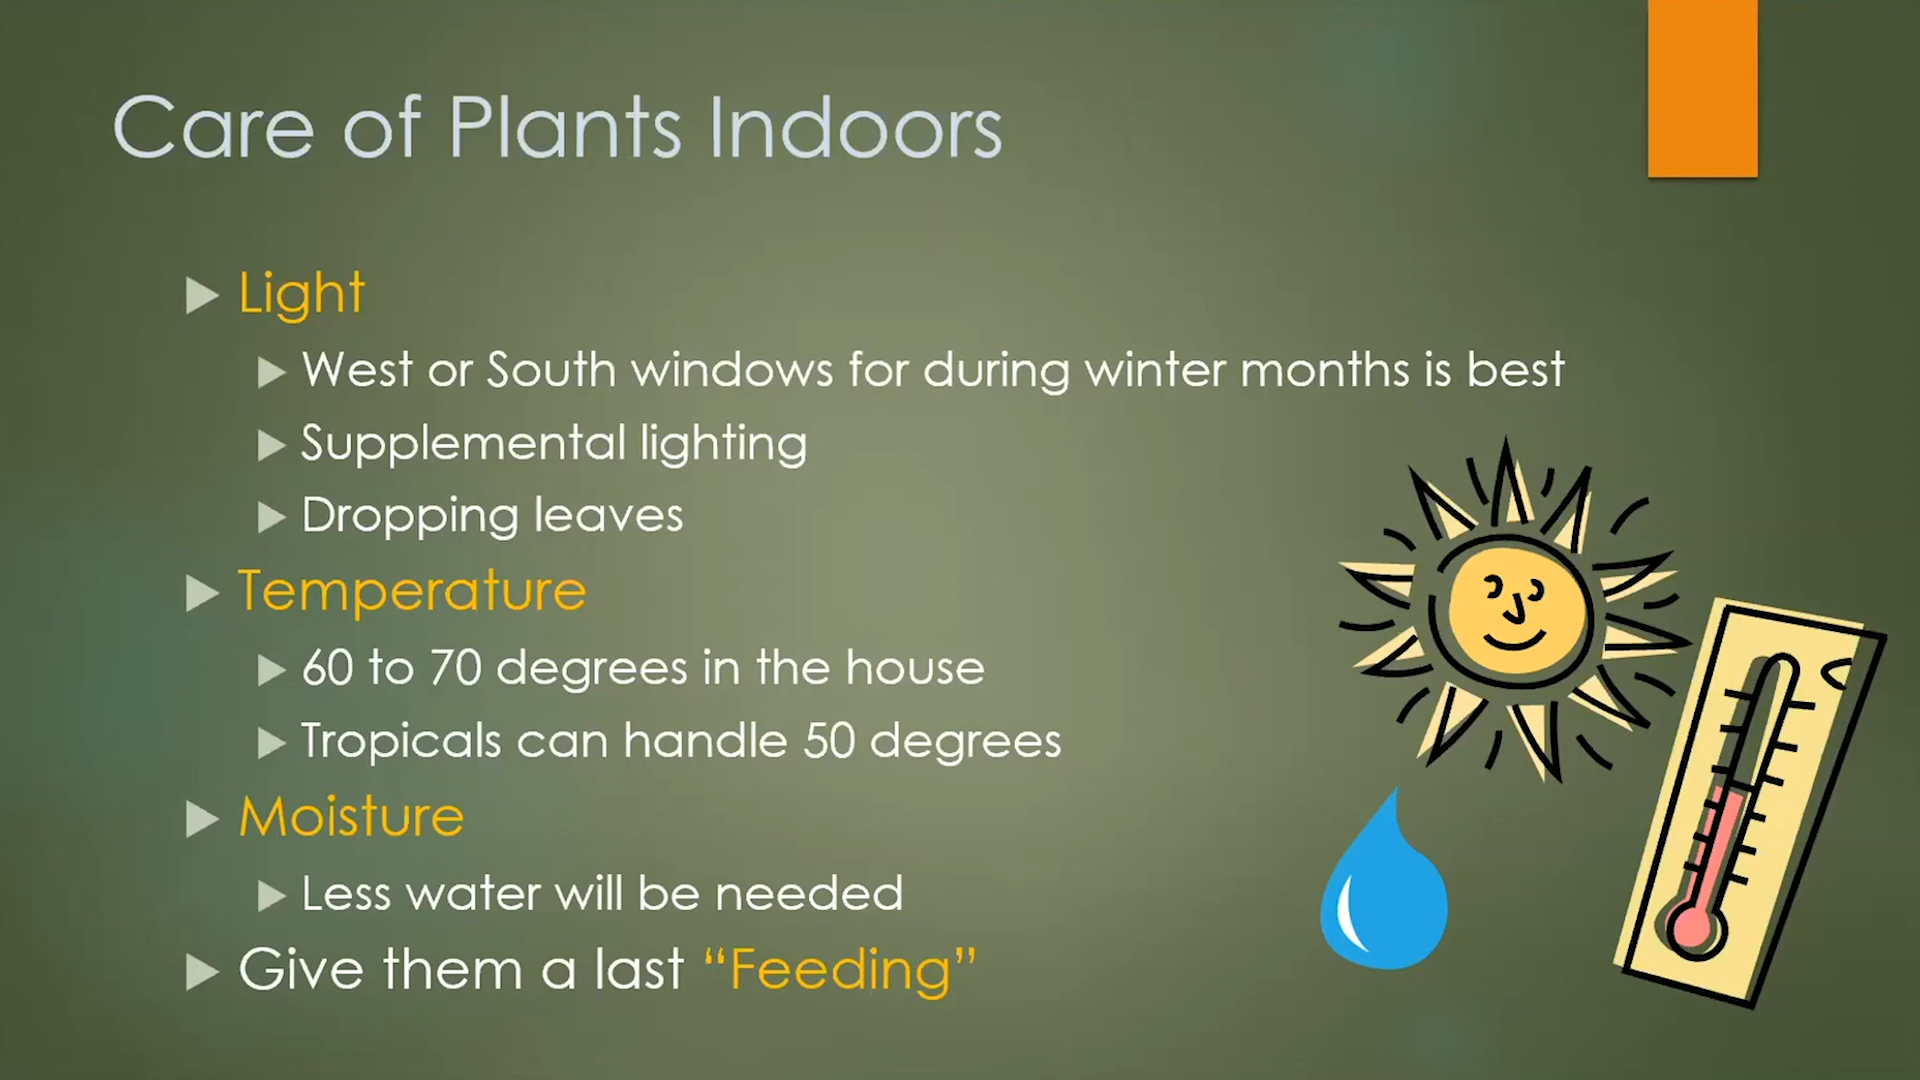 Care of Plants Indoors
Light
West or South windows for during winter months is best
Supplemental lighting
Dropping leaves
Temperature
60 to 70 degrees in the house
Tropicals can handle 50 degrees
Moisture
Less water will be needed
Give them a last “Feeding”